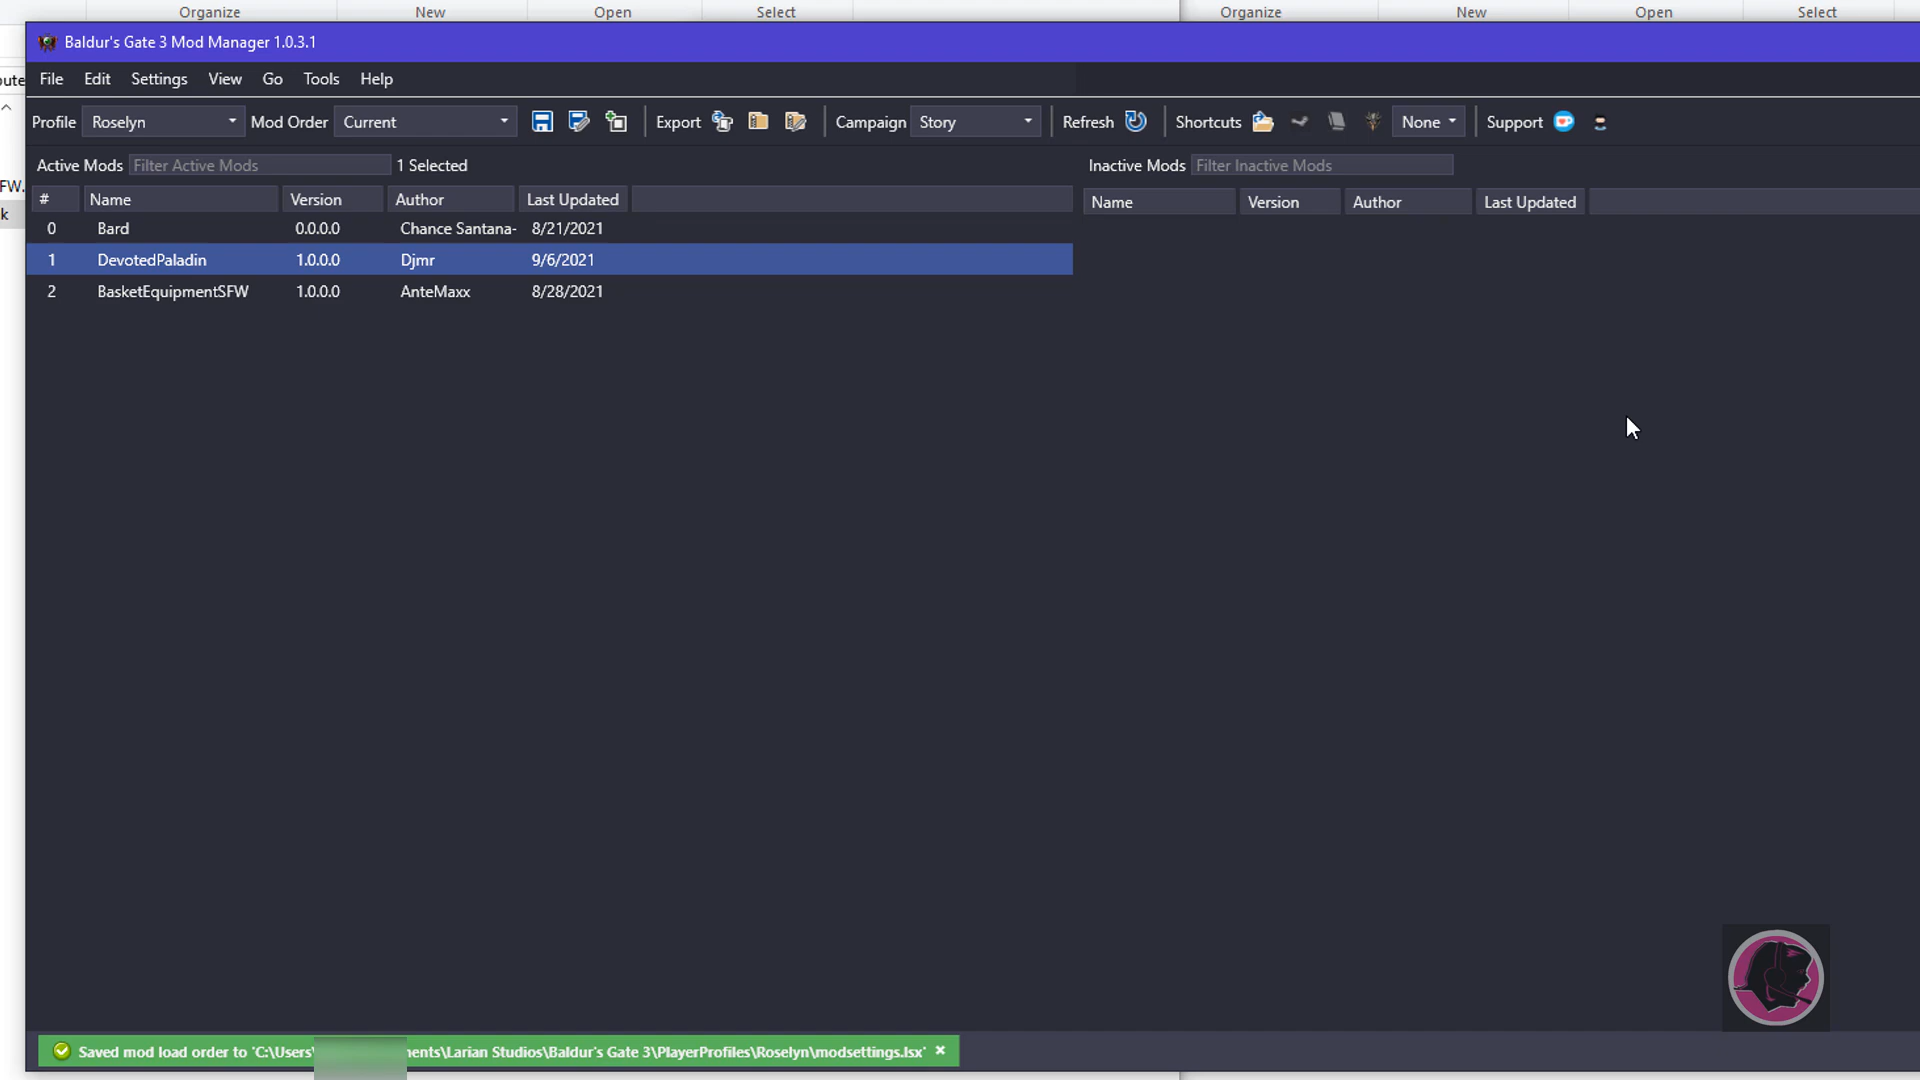 Organize New Open Select Organize New Open Select
Baldur's Gate 3 Mod Manager 1.0.3.1
File Edit Settings View Go Tools Help
Profile Roselyn Mod Order Current Export Campaign Story Refresh Shortcuts None Support
Active Mods Filter Active Mods 1 Selected Inactive Mods Filter Inactive Mods
# Name Version Author Last Updated Name Version Author Last Updated
0 Bard 0.0.0.0 Chance Santana- 8/21/2021
1 DevotedPaladin 1.0.0.0 Djmr 9/6/2021
2 BasketEquipmentSFW 1.0.0.0 AnteMaxx 8/28/2021
Saved mod load order to 'C:\Users\ ents\Larian Studios\Baldur's Gate 3\PlayerProfiles\Roselyn\modsettings.lsx'